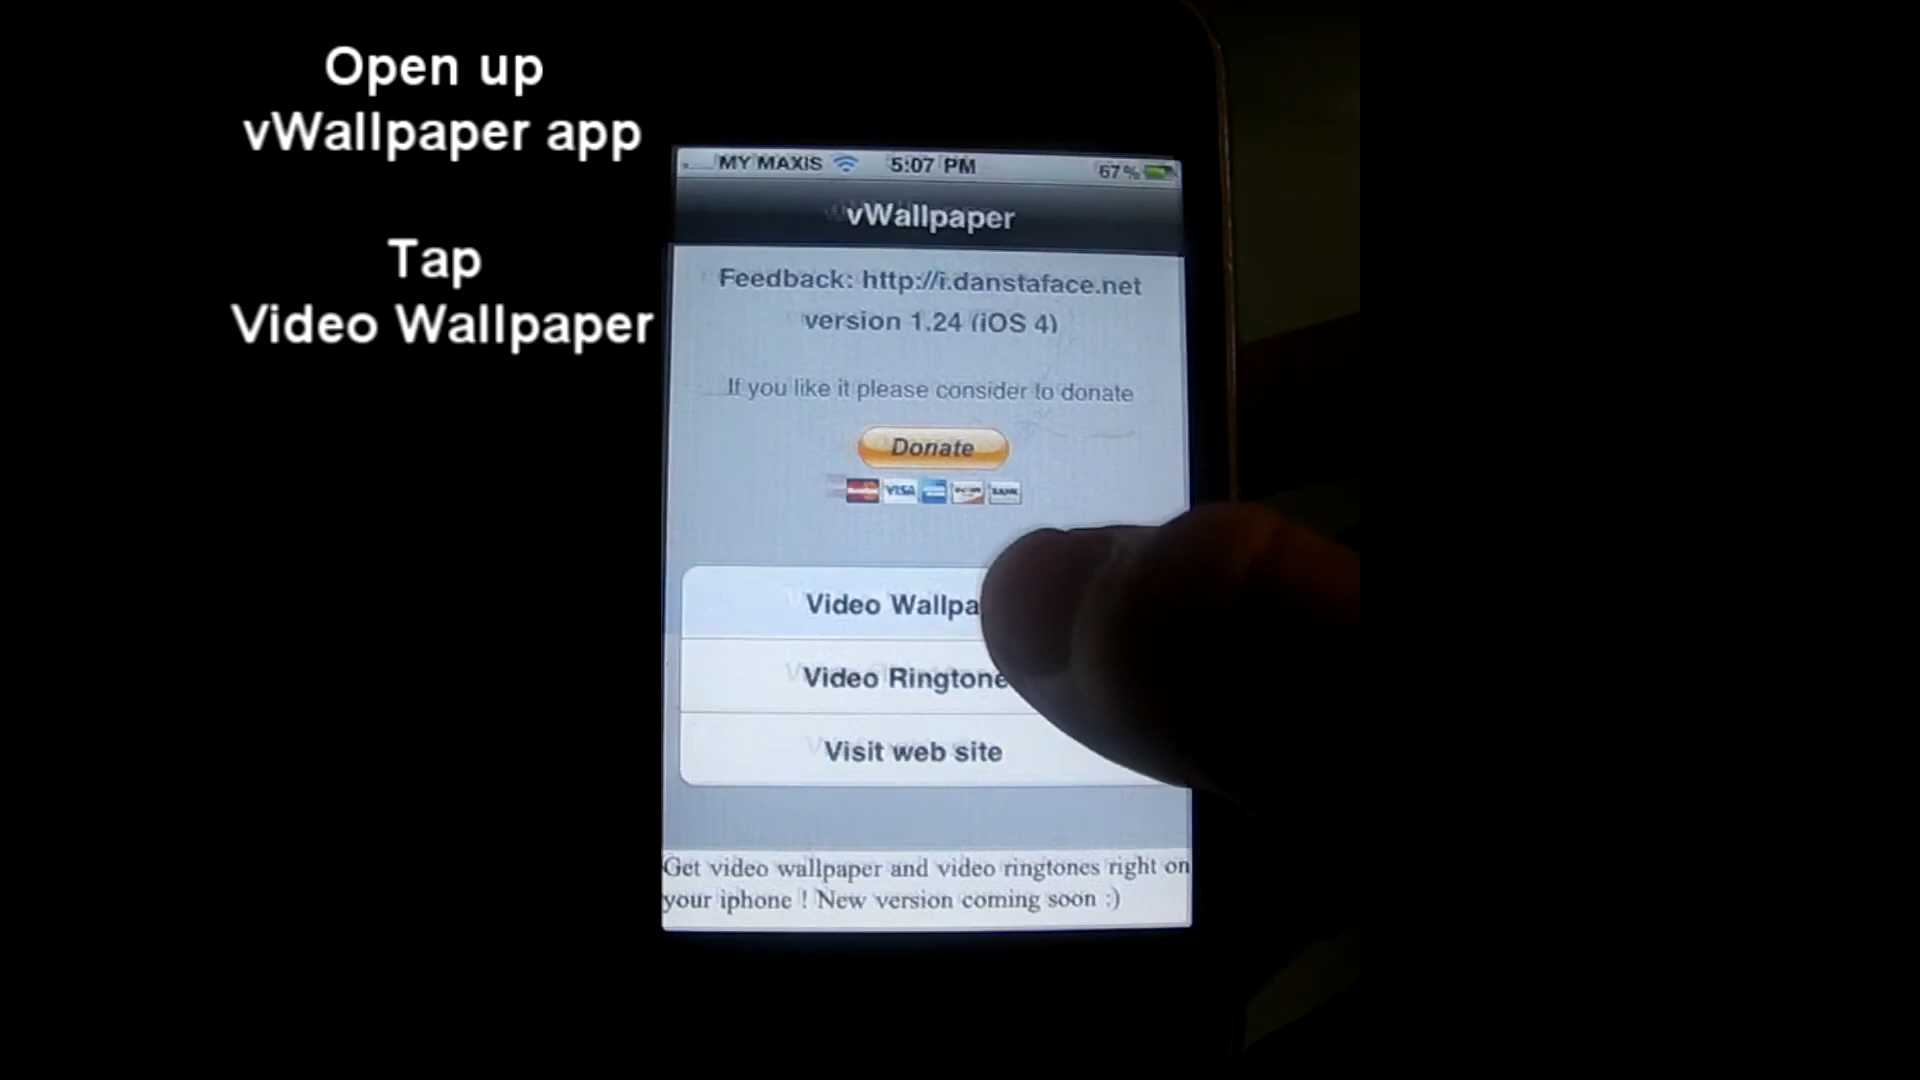 Open up
vWallpaper app
Tap
Video Wallpaper
MY MAXIS 5:07 PM 67%
vWallpaper
Feedback: http://i.danstaface.net
version 1.24 (iOS 4)
If you like it please consider to donate
Donate
VISA
Video Wallpa
Video Ringtone
Visit web site
Get video wallpaper and video ringtones right on
your iphone ! New version coming soon :)